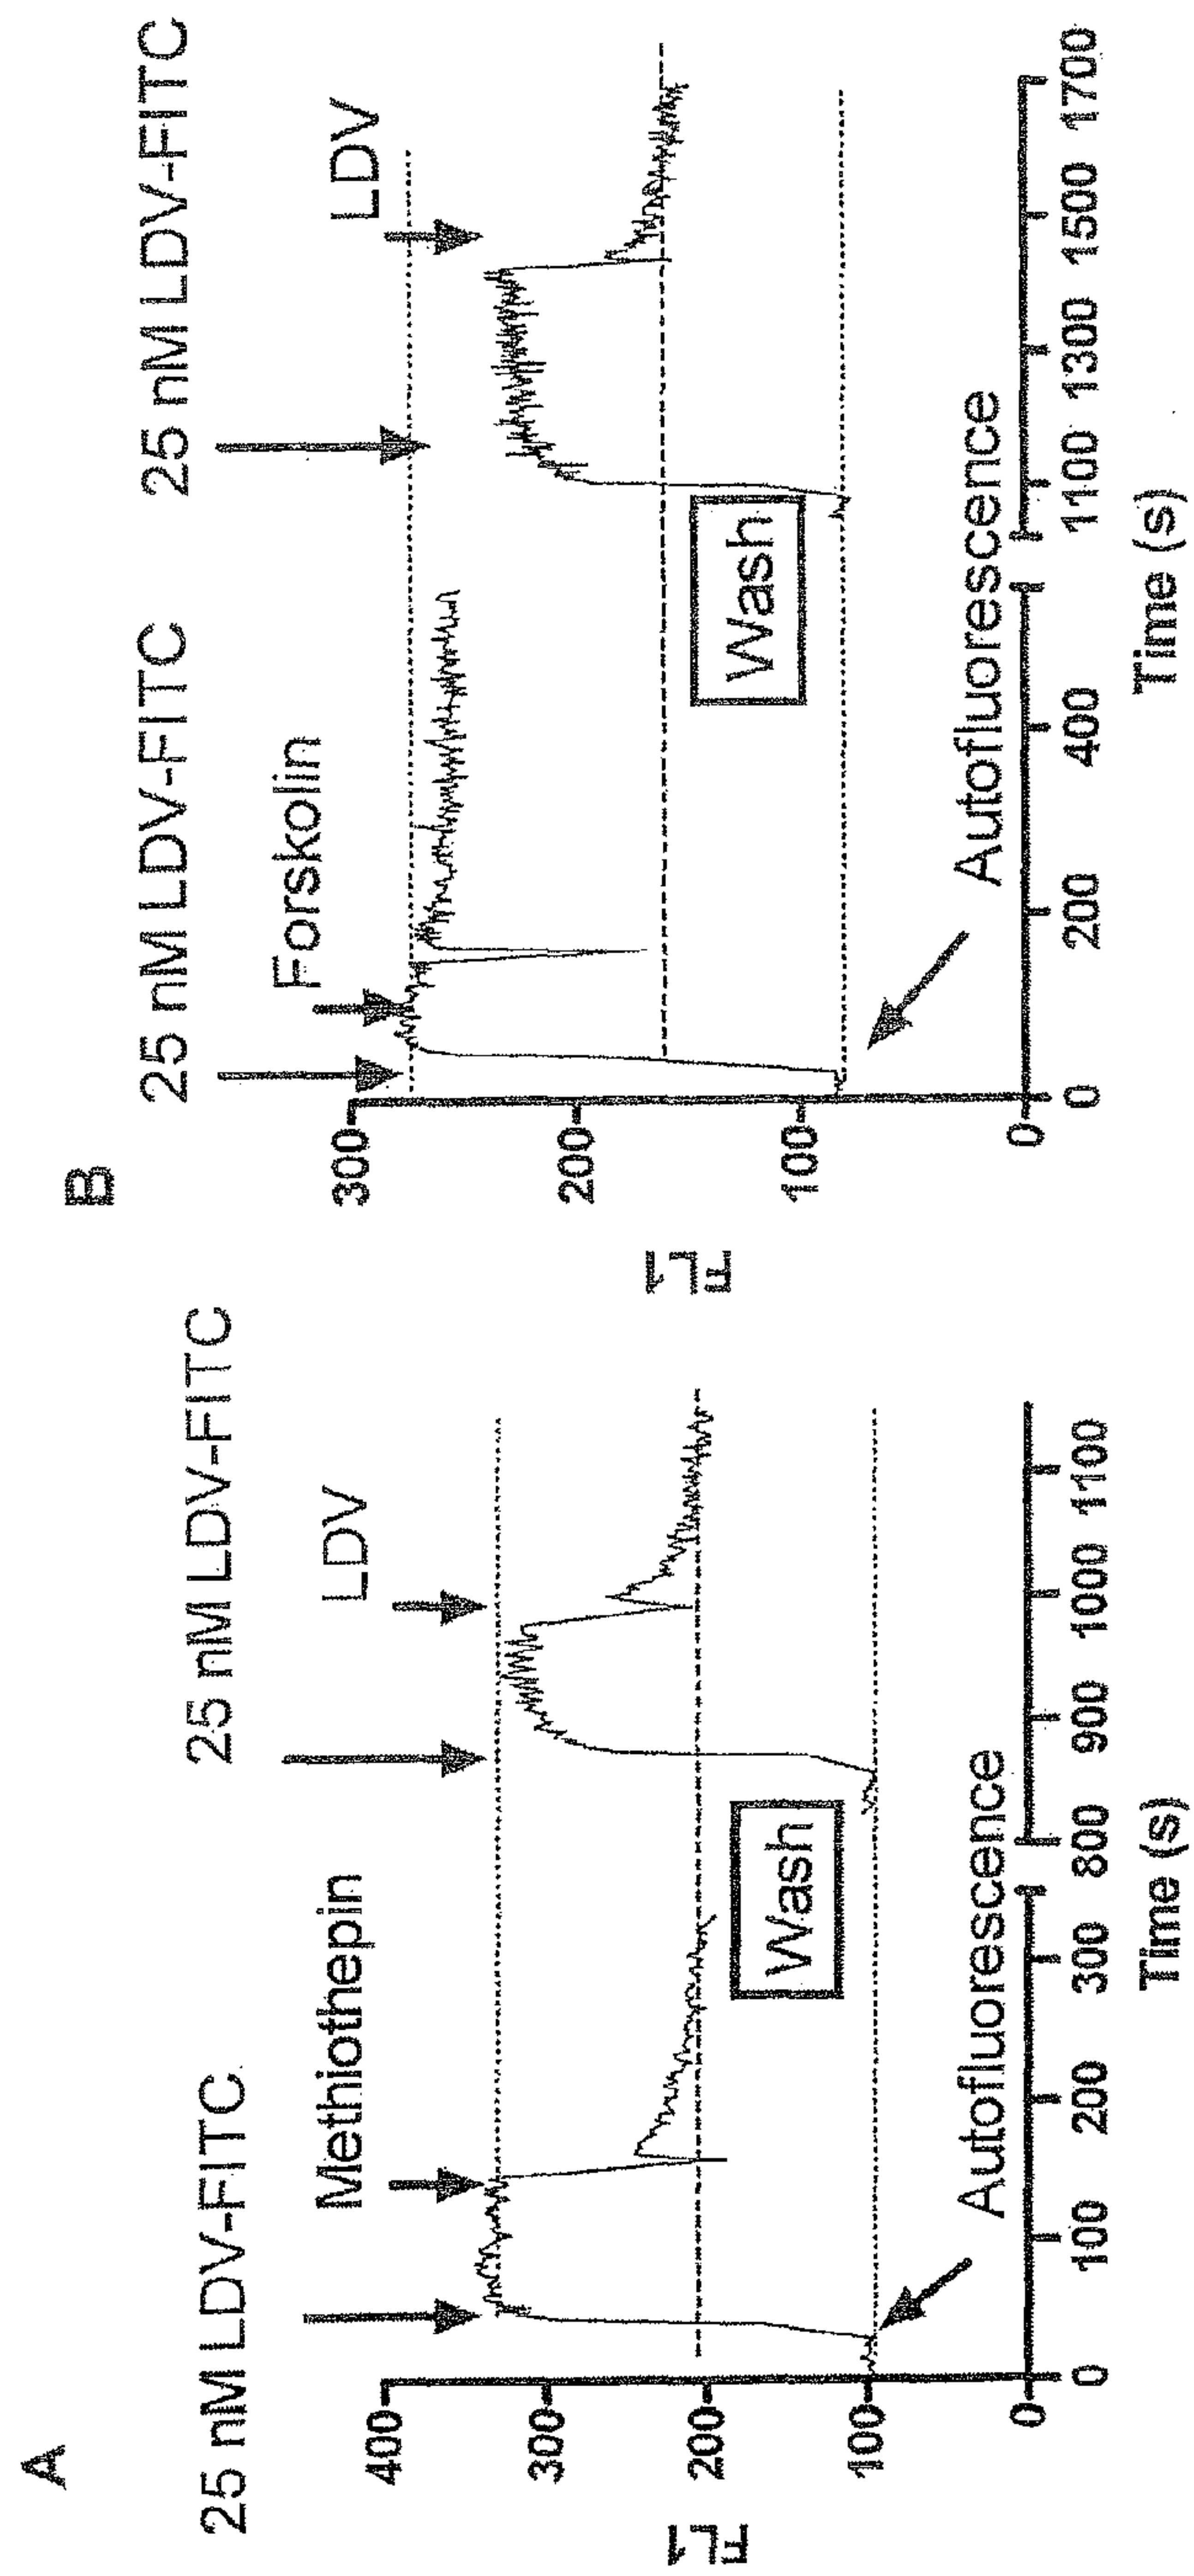 A
25 nM LDV-FITC
25 nM LDV-FITC
Methiothepin
LDV
400
300
200
100
0
FL1
Wash
Autofluorescence
0
100
200
300
800
900
1000
1100
Time (s)
B
25 nM LDV-FITC
25 nM LDV-FITC
Forskolin
LDV
300
200
100
0
FL1
Wash
Autofluorescence
0
200
400
1100
1300
1500
1700
Time (s)